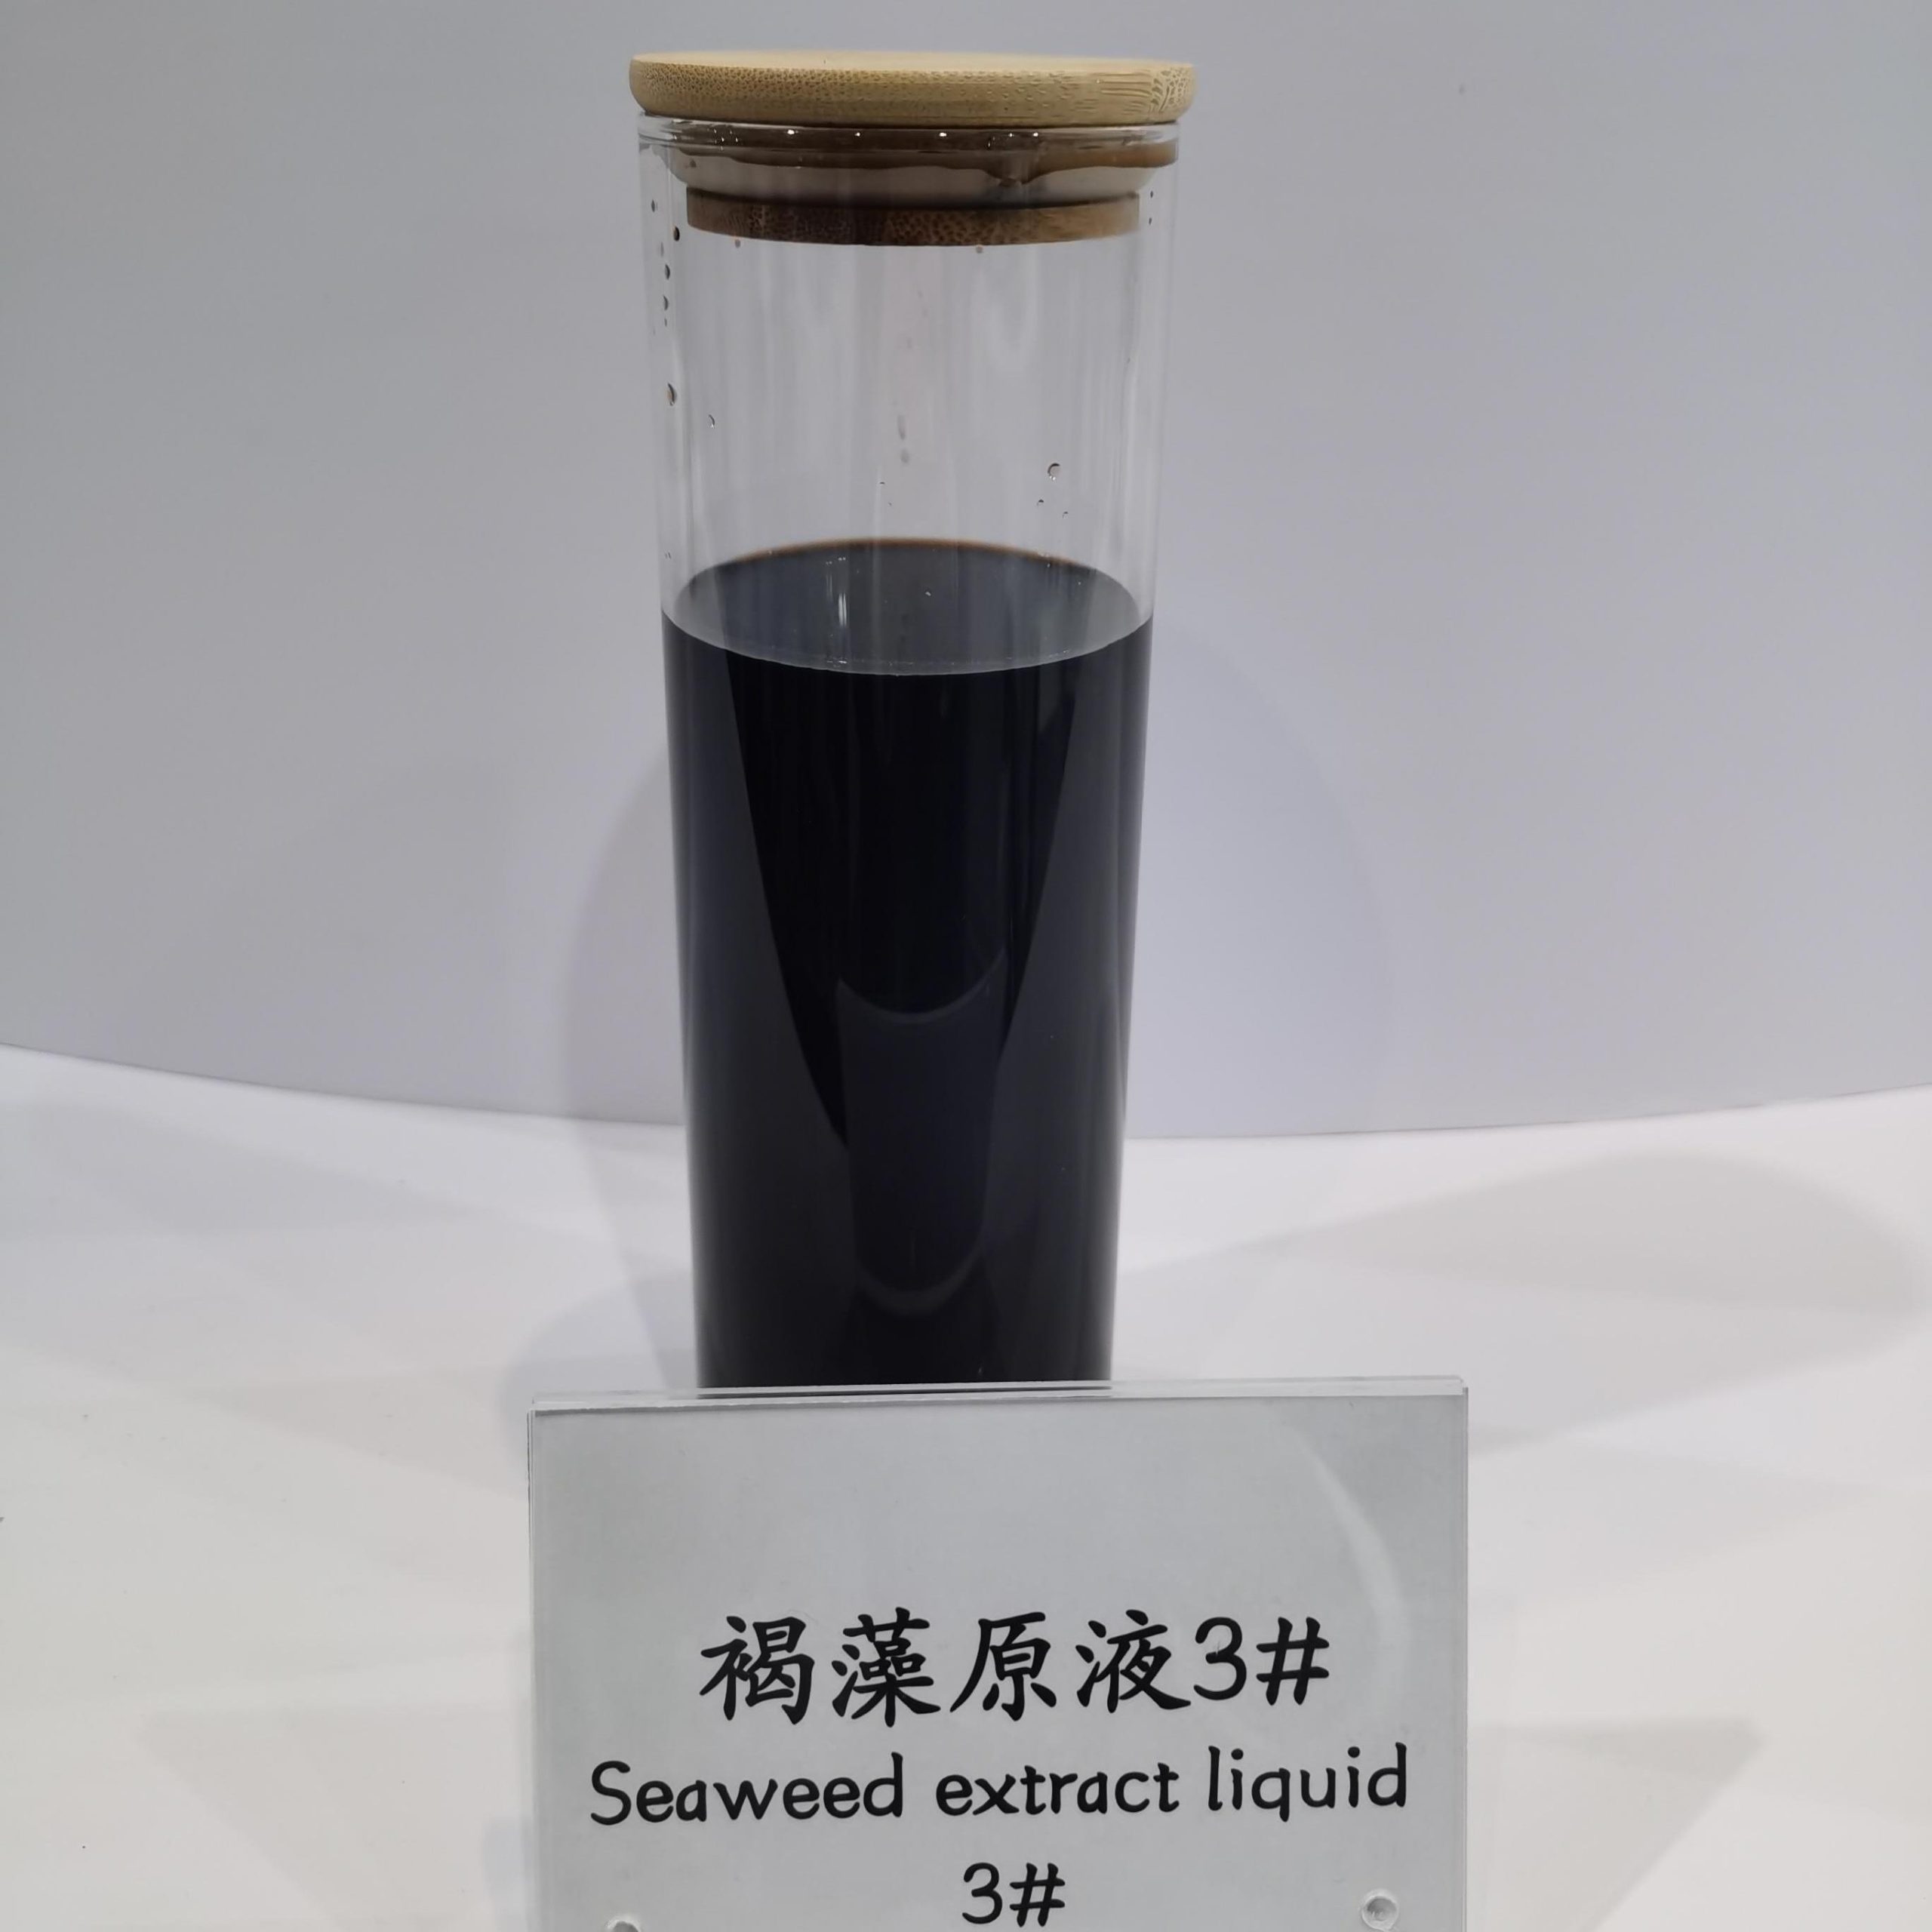 褐藻原液3#
Seaweed extract liquid
3#